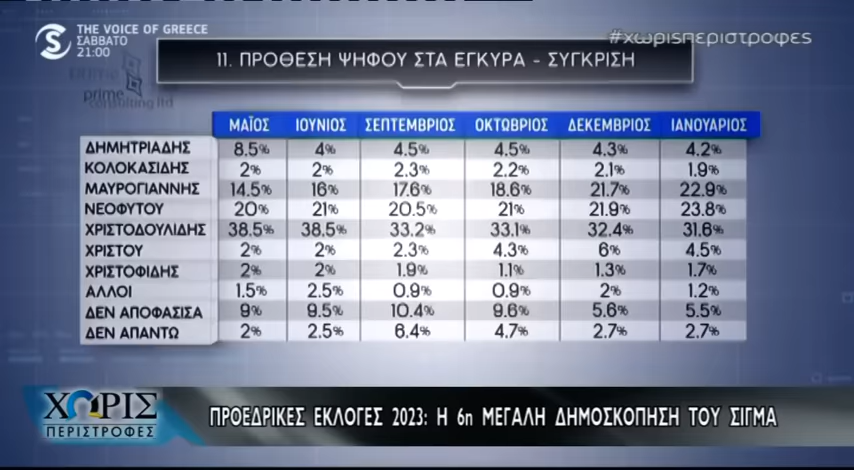 THE VOICE OF GREECE
ΣΑΒΒΑΤΟ
21:00
#χωρισπεριστροφες
11. ΠΡΟΘΕΣΗ ΨΗΦΟΥ ΣΤΑ ΕΓΚΥΡΑ - ΣΥΓΚΡΙΣΗ
prime
consulting ltd
ΜΑΪΟΣ ΙΟΥΝΙΟΣ ΣΕΠΤΕΜΒΡΙΟΣ ΟΚΤΩΒΡΙΟΣ ΔΕΚΕΜΒΡΙΟΣ ΙΑΝΟΥΑΡΙΟΣ
ΔΗΜΗΤΡΙΑΔΗΣ 8.5% 4% 4.5% 4.5% 4.3% 4.2%
ΚΟΛΟΚΑΣΙΔΗΣ 2% 2% 2.3% 2.2% 2.1% 1.9%
ΜΑΥΡΟΓΙΑΝΝΗΣ 14.5% 16% 17.6% 18.6% 21.7% 22.9%
ΝΕΟΦΥΤΟΥ 20% 21% 20.5% 21% 21.9% 23.8%
ΧΡΙΣΤΟΔΟΥΛΙΔΗΣ 38.5% 38.5% 33.2% 33.1% 32.4% 31.6%
ΧΡΙΣΤΟΥ 2% 2% 2.3% 4.3% 6% 4.5%
ΧΡΙΣΤΟΦΙΔΗΣ 2% 2% 1.9% 1.1% 1.3% 1.7%
ΑΛΛΟΙ 1.5% 2.5% 0.9% 0.9% 2% 1.2%
ΔΕΝ ΑΠΟΦΑΣΙΣΑ 9% 9.5% 10.4% 9.6% 5.6% 5.5%
ΔΕΝ ΑΠΑΝΤΩ 2% 2.5% 6.4% 4.7% 2.7% 2.7%
ΧΩΡΙΣ
ΠΕΡΙΣΤΡΟΦΕΣ
ΠΡΟΕΔΡΙΚΕΣ ΕΚΛΟΓΕΣ 2023: Η 6η ΜΕΓΑΛΗ ΔΗΜΟΣΚΟΠΗΣΗ ΤΟΥ ΣΙΓΜΑ